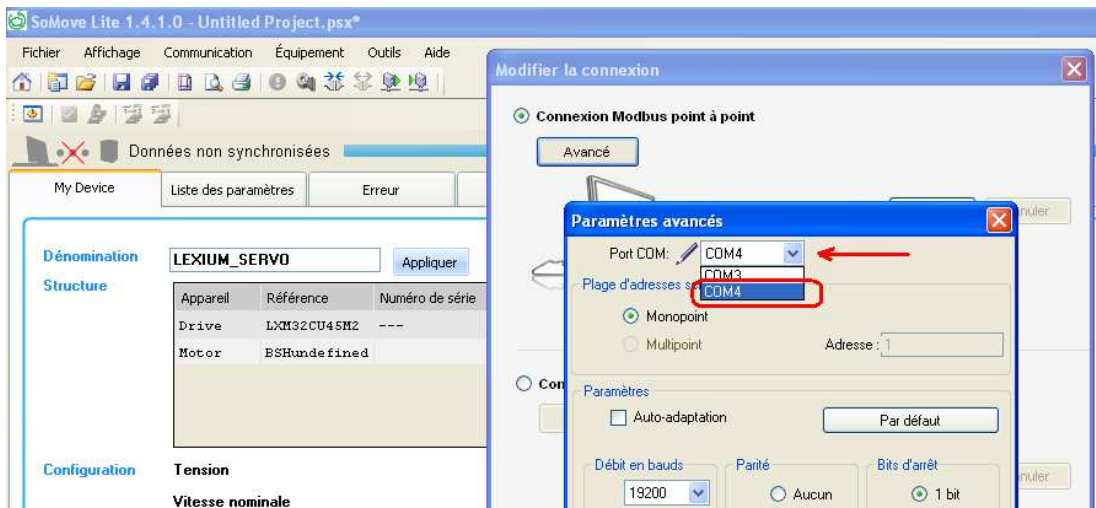 SoMove Lite 1.4.1.0 - Untitled Project.psx*
Fichier Affichage Communication Équipement Outils Aide
Données non synchronisées
My Device
Liste des paramètres
Erreur
Dénomination
LEXIUM_SERVO
Appliquer
Structure
Appareil Référence Numéro de série
Drive LXM32CU45M2 ---
Motor BSHundefined
Configuration
Tension
Vitesse nominale
Modifier la connexion
Connexion Modbus point à point
Avancé
Paramètres avancés
Port COM: COM4
COM3
COM4
Plage d'adresses
Monopoint
Multipoint
Adresse : 1
Paramètres
Auto-adaptation
Par défaut
Débit en bauds
19200
Parité
Aucun
Bits d'arrêt
1 bit